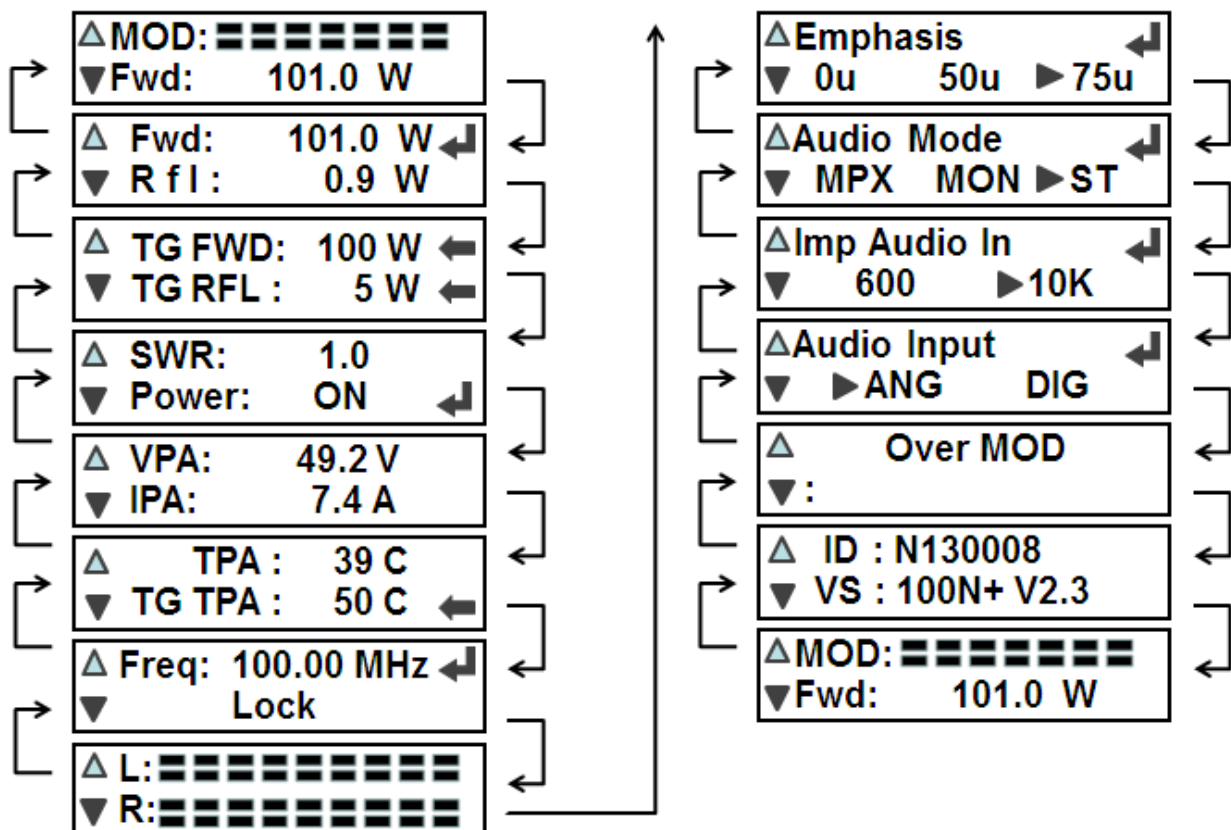 MOD:
Fwd: 101.0 W
Fwd: 101.0 W
Rfl: 0.9 W
TG FWD: 100 W
TG RFL : 5 W
SWR: 1.0
Power: ON
VPA: 49.2 V
IPA: 7.4 A
TPA : 39 C
TG TPA : 50 C
Freq: 100.00 MHz
Lock
L:
R:
Emphasis
0u 50u ▶75u
Audio Mode
MPX MON ▶ST
Imp Audio In
600 ▶10K
Audio Input
▶ANG DIG
Over MOD
:
ID : N130008
VS : 100N+ V2.3
MOD:
Fwd: 101.0 W